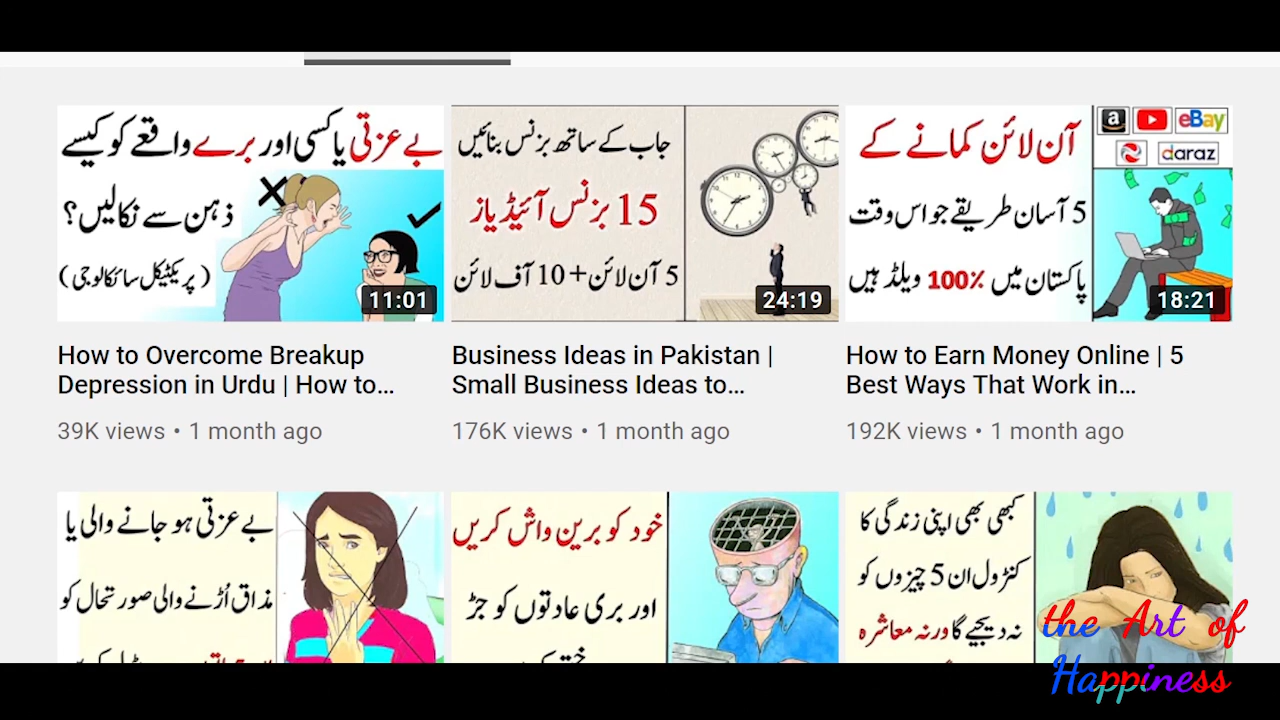 بے عزتی یا کسی اور برے واقعے کو کیسے
ذہن سے نکالیں؟
(پریکٹیکل سائکالوجی)
11:01
جاب کے ساتھ بزنس بنائیں
15 بزنس آئیڈیاز
5 آن لائن + 10 آف لائن
24:19
آن لائن کمانے کے
5 آسان طریقے جو اس وقت
پاکستان میں 100٪ ویلڈ ہیں
a
eBay
daraz
18:21
How to Overcome Breakup
Depression in Urdu | How to...
39K views • 1 month ago
Business Ideas in Pakistan |
Small Business Ideas to...
176K views • 1 month ago
How to Earn Money Online | 5
Best Ways That Work in...
192K views • 1 month ago
بے عزتی ہو جانے والی یا
مذاق اُڑنے والی صورتحال کو
خود کو برین واش کریں
اور بری عادتوں کو جڑ
کبھی بھی اپنی زندگی کا
کنٹرول ان 5 چیزوں کو
نہ دیجیے گا ورنہ معاشرہ
the Art of
Happiness